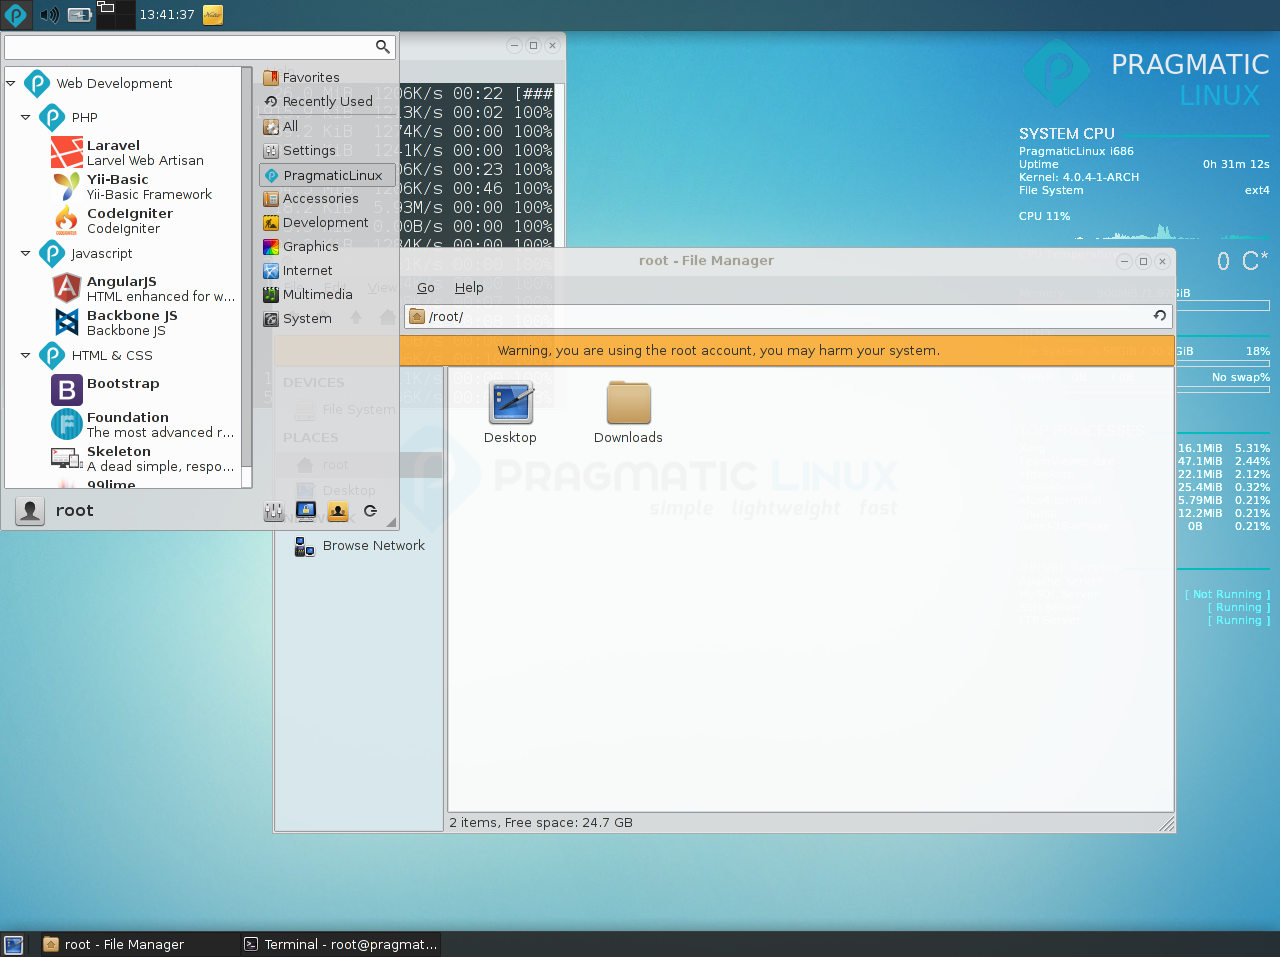 13:41:37
Note
Web Development
PHP
Laravel
Larvel Web Artisan
Yii-Basic
Yii-Basic Framework
CodeIgniter
CodeIgniter
Javascript
AngularJS
HTML enhanced for w...
Backbone JS
Backbone JS
HTML & CSS
Bootstrap
Foundation
The most advanced r...
Skeleton
A dead simple, respo...
99lime
root
Favorites
Recently Used
All
Settings
PragmaticLinux
Accessories
Development
Graphics
Internet
Multimedia
System
1206K/s 00:22 [###
00:02 100%
00:00 100%
00:00 100%
00:23 100%
00:46 100%
5.93M/s 00:00 100%
0.00B/s 00:00 100%
00:00 100%
root - File Manager
Edit View Go Help
/root/
Warning, you are using the root account, you may harm your system.
DEVICES
File System
PLACES
root
Desktop
Browse Network
Desktop
Downloads
PRAGMATIC LINUX
simple lightweight fast
2 items, Free space: 24.7 GB
PRAGMATIC
LINUX
SYSTEM CPU
PragmaticLinux i686
Uptime 0h 31m 12s
Kernel: 4.0.4-1-ARCH
File System ext4
CPU 11%
0 C*
GiB
GiB 18%
No swap%
16.1MiB 5.31%
47.1MiB 2.44%
22.1MiB 2.12%
25.4MiB 0.32%
5.79MiB 0.21%
12.2MiB 0.21%
0B 0.21%
[ Not Running ]
[ Running ]
[ Running ]
root - File Manager
Terminal - root@pragmat...